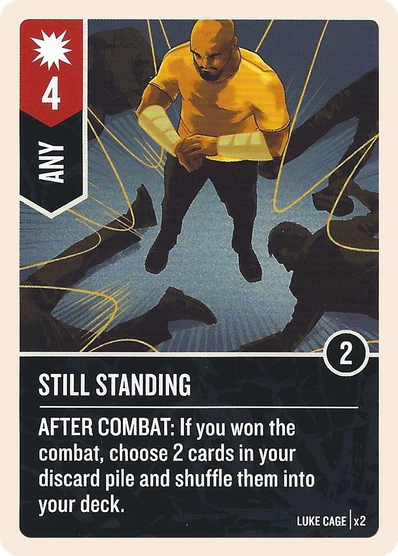 4
ANY
2
STILL STANDING
AFTER COMBAT: If you won the
combat, choose 2 cards in your
discard pile and shuffle them into
your deck.
LUKE CAGE | x2